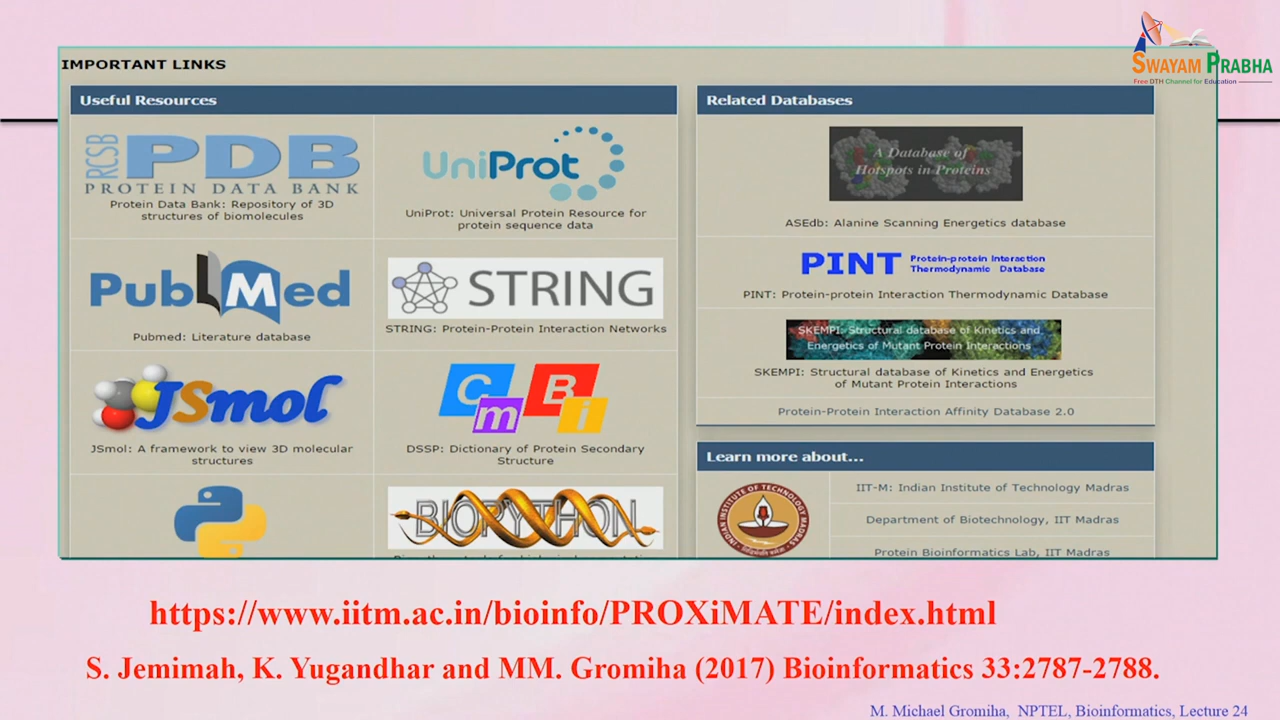 SWAYAM PRABHA
Free DTH Channel for Education
IMPORTANT LINKS
Useful Resources
RCSB PDB
PROTEIN DATA BANK
Protein Data Bank: Repository of 3D
structures of biomolecules
UniProt
UniProt: Universal Protein Resource for
protein sequence data
PubMed
Pubmed: Literature database
STRING
STRING: Protein-Protein Interaction Networks
JSmol
JSmol: A framework to view 3D molecular
structures
CmBi
DSSP: Dictionary of Protein Secondary
Structure
BIOPYTHON
Related Databases
A Database of
Hotspots in Proteins
ASEdb: Alanine Scanning Energetics database
PINT Protein-protein Interaction
Thermodynamic Database
PINT: Protein-protein Interaction Thermodynamic Database
SKEMPI: Structural database of Kinetics and
Energetics of Mutant Protein Interactions
SKEMPI: Structural database of Kinetics and Energetics
of Mutant Protein Interactions
Protein-Protein Interaction Affinity Database 2.0
Learn more about...
INDIAN INSTITUTE OF TECHNOLOGY MADRAS
IIT-M: Indian Institute of Technology Madras
Department of Biotechnology, IIT Madras
Protein Bioinformatics Lab, IIT Madras
https://www.iitm.ac.in/bioinfo/PROXiMATE/index.html
S. Jemimah, K. Yugandhar and MM. Gromiha (2017) Bioinformatics 33:2787-2788.
M. Michael Gromiha, NPTEL, Bioinformatics, Lecture 24